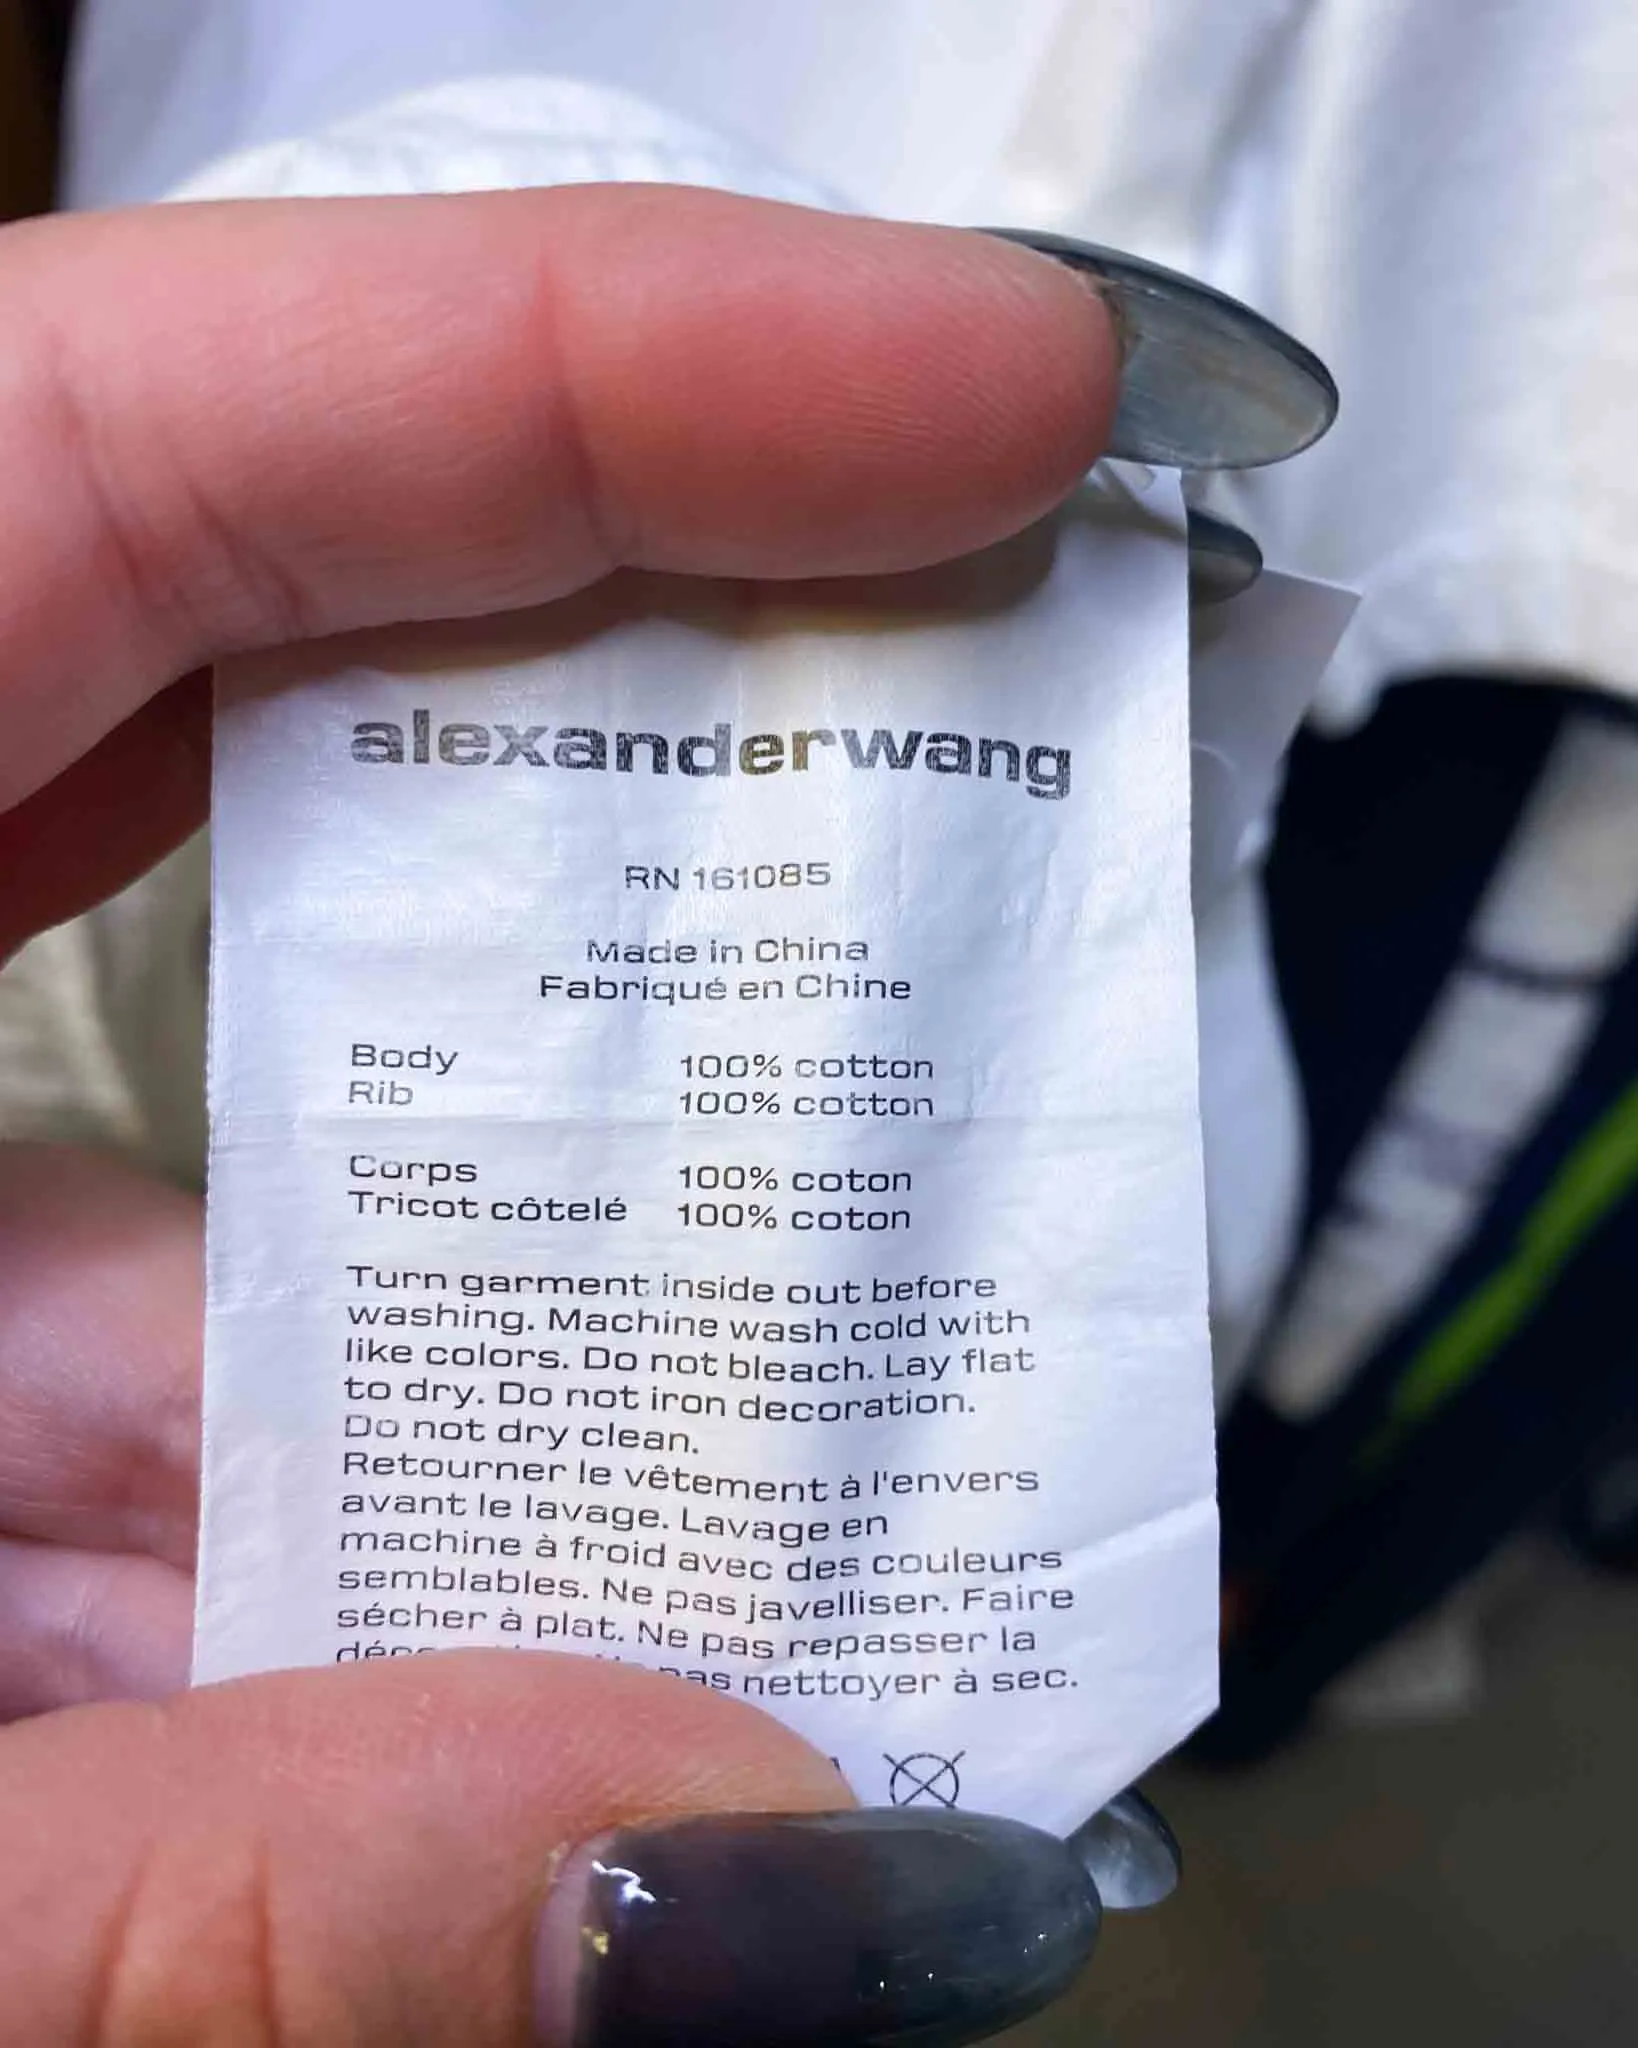 alexanderwang
RN 161085
Made in China
Fabriqué en Chine
Body 100% cotton
Rib 100% cotton
Corps 100% coton
Tricot côtelé 100% coton
Turn garment inside out before
washing. Machine wash cold with
like colors. Do not bleach. Lay flat
to dry. Do not iron decoration.
Do not dry clean.
Retourner le vêtement à l'envers
avant le lavage. Lavage en
machine à froid avec des couleurs
semblables. Ne pas javelliser. Faire
sécher à plat. Ne pas repasser la
pas nettoyer à sec.